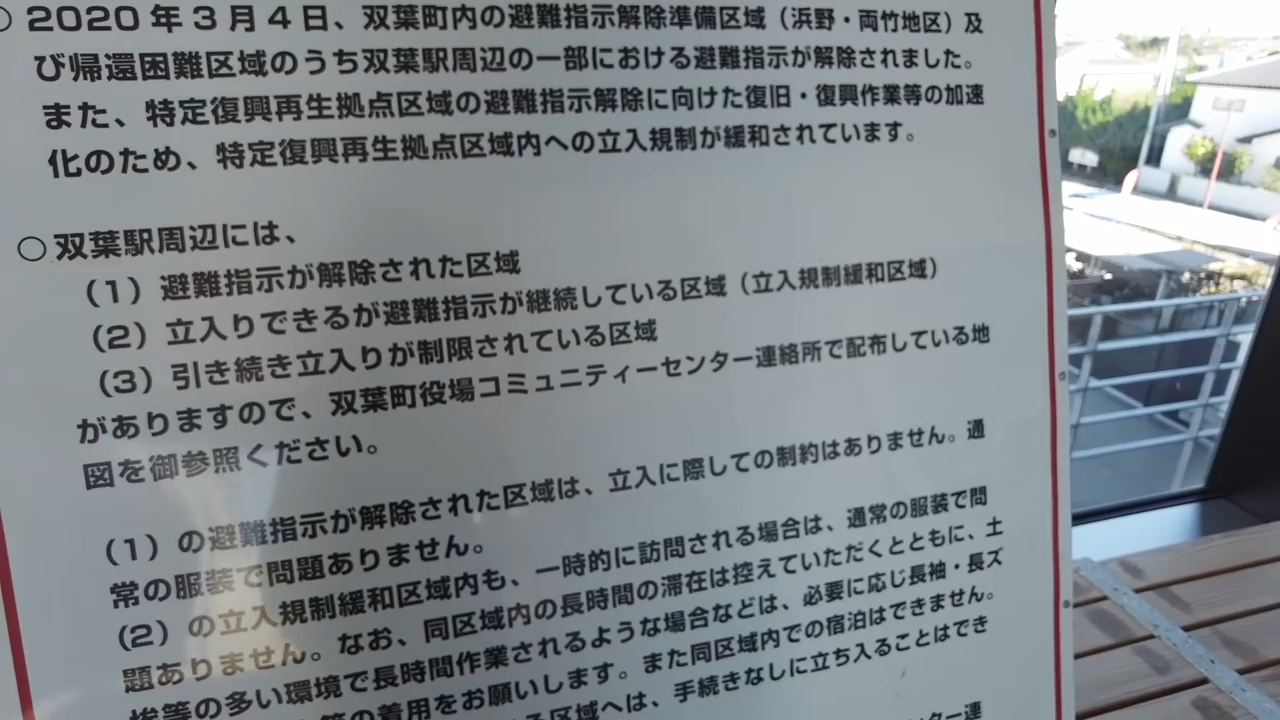 ○ 2020年3月4日、双葉町内の避難指示解除準備区域（浜野・両竹地区）及
び帰還困難区域のうち双葉駅周辺の一部における避難指示が解除されました。
また、特定復興再生拠点区域の避難指示解除に向けた復旧・復興作業等の加速
化のため、特定復興再生拠点区域内への立入規制が緩和されています。
○双葉駅周辺には、
（1）避難指示が解除された区域
（2）立入りできるが避難指示が継続している区域（立入規制緩和区域）
（3）引き続き立入りが制限されている区域
がありますので、双葉町役場コミュニティーセンター連絡所で配布している地
図を御参照ください。
（1）の避難指示が解除された区域は、立入に際しての制約はありません。通
常の服装で問題ありません。
（2）の立入規制緩和区域内も、一時的に訪問される場合は、通常の服装で問
題ありません。なお、同区域内の長時間の滞在は控えていただくとともに、土
埃等の多い環境で長時間作業されるような場合などは、必要に応じ長袖・長ズ
の着用をお願いします。また同区域内での宿泊はできません。
区域へは、手続きなしに立ち入ることはでき
ター連